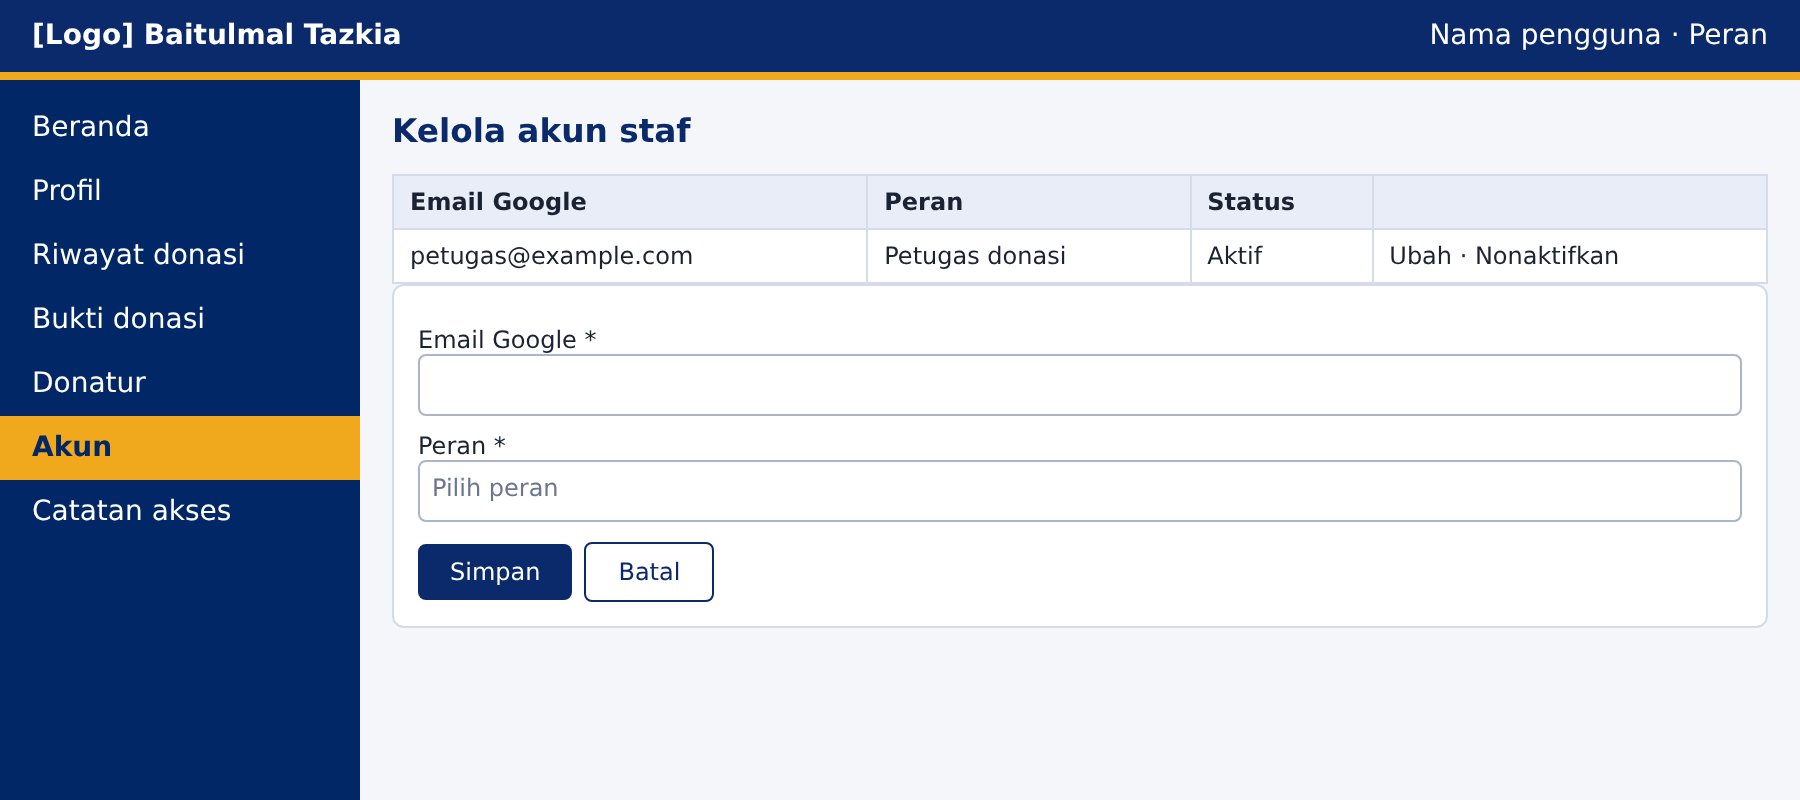 [Logo] Baitulmal Tazkia
Nama pengguna · Peran
Beranda
Profil
Riwayat donasi
Bukti donasi
Donatur
Akun
Catatan akses
Kelola akun staf
Email Google Peran Status
petugas@example.com Petugas donasi Aktif Ubah · Nonaktifkan
Email Google *
Peran *
Pilih peran
Simpan Batal